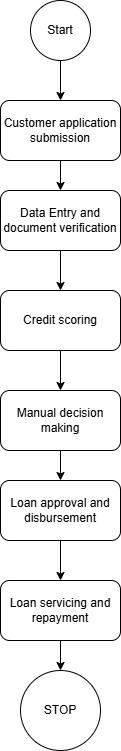 Start
Customer application
submission
Data Entry and
document verification
Credit scoring
Manual decision
making
Loan approval and
disbursement
Loan servicing and
repayment
STOP